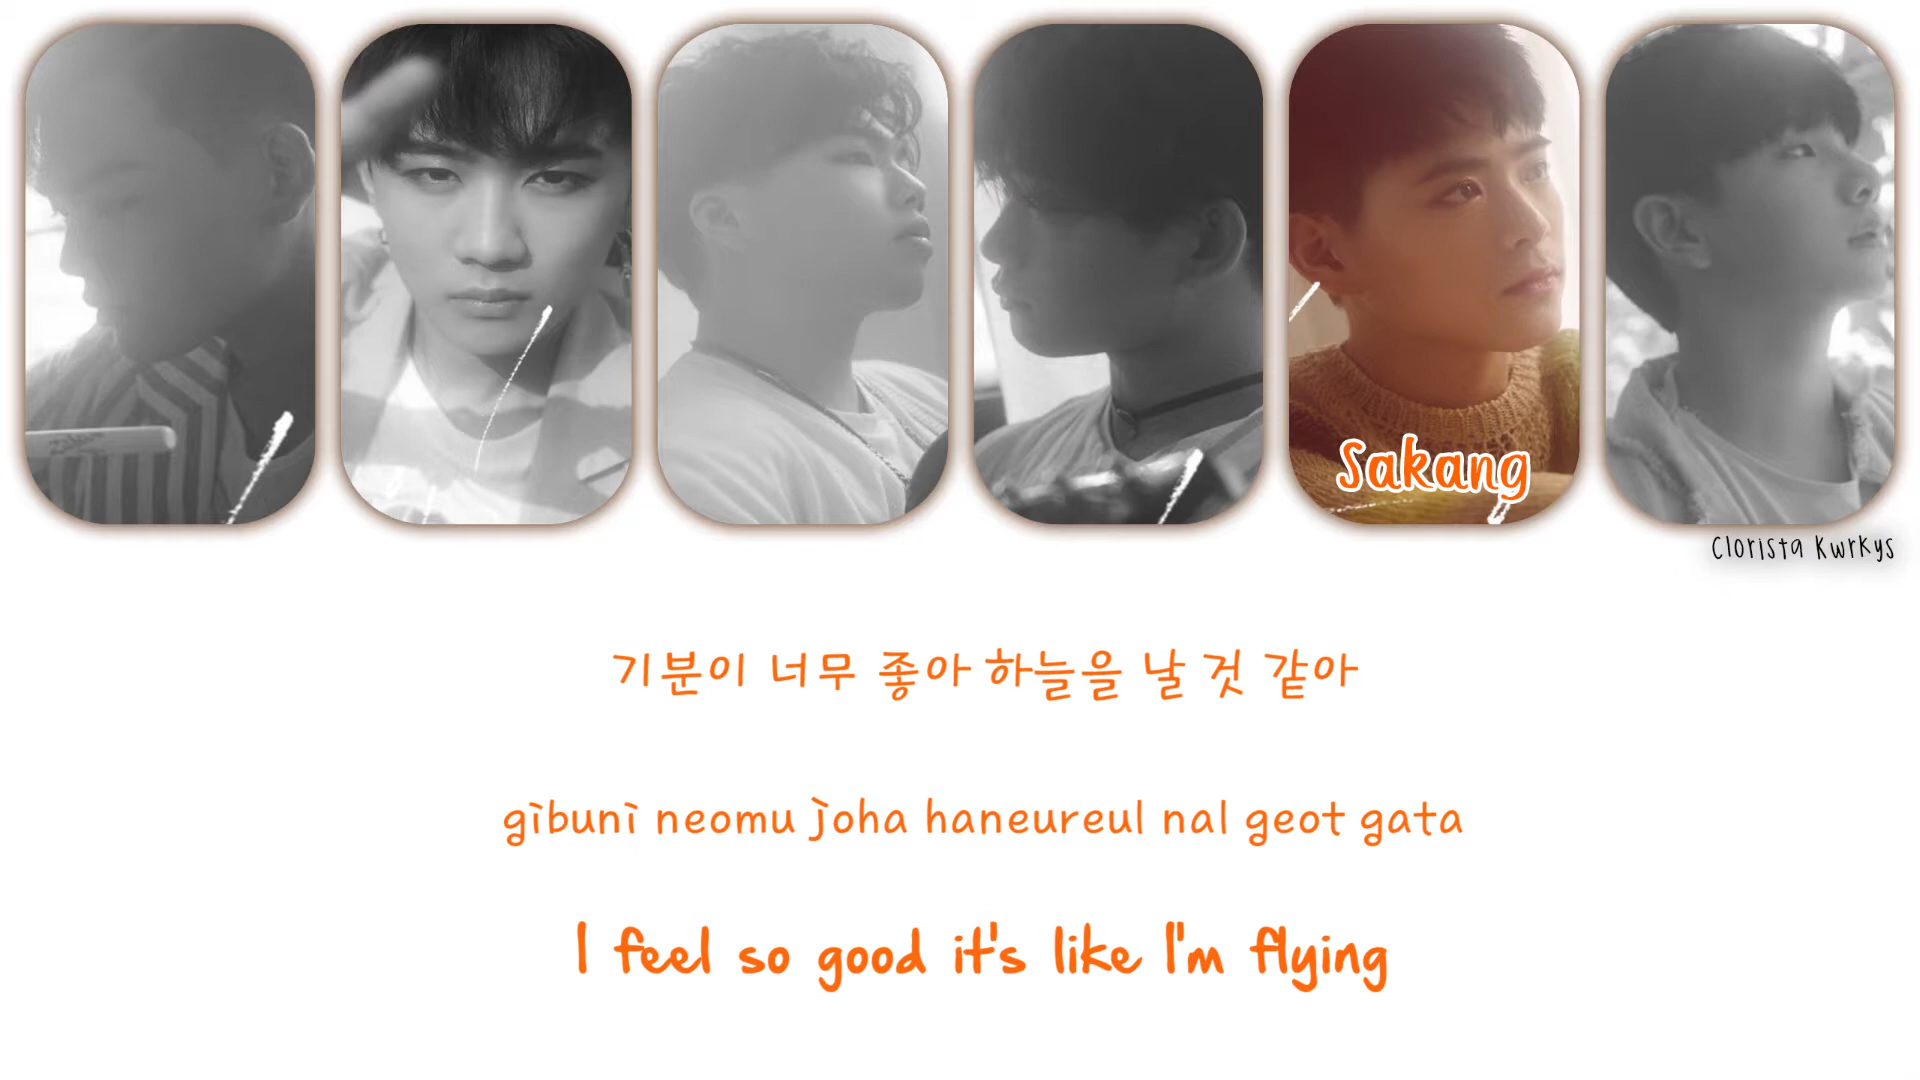 Sakang
Clorista Kwrkys
기분이 너무 좋아 하늘을 날 것 같아
gibuni neomu joha haneureul nal geot gata
I feel so good it's like I'm flying